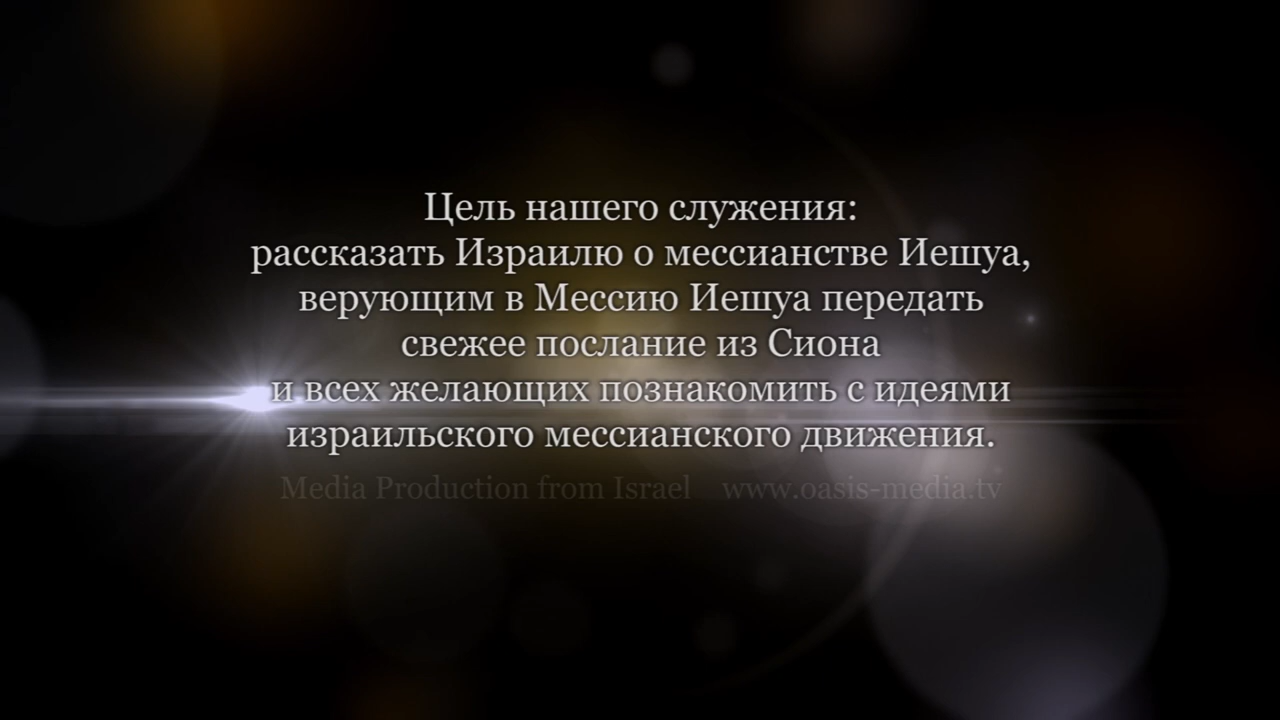 Цель нашего служения:
рассказать Израилю о мессианстве Иешуа,
верующим в Мессию Иешуа передать
свежее послание из Сиона
и всех желающих познакомить с идеями
израильского мессианского движения.
Media Production from Israel www.oasis-media.tv